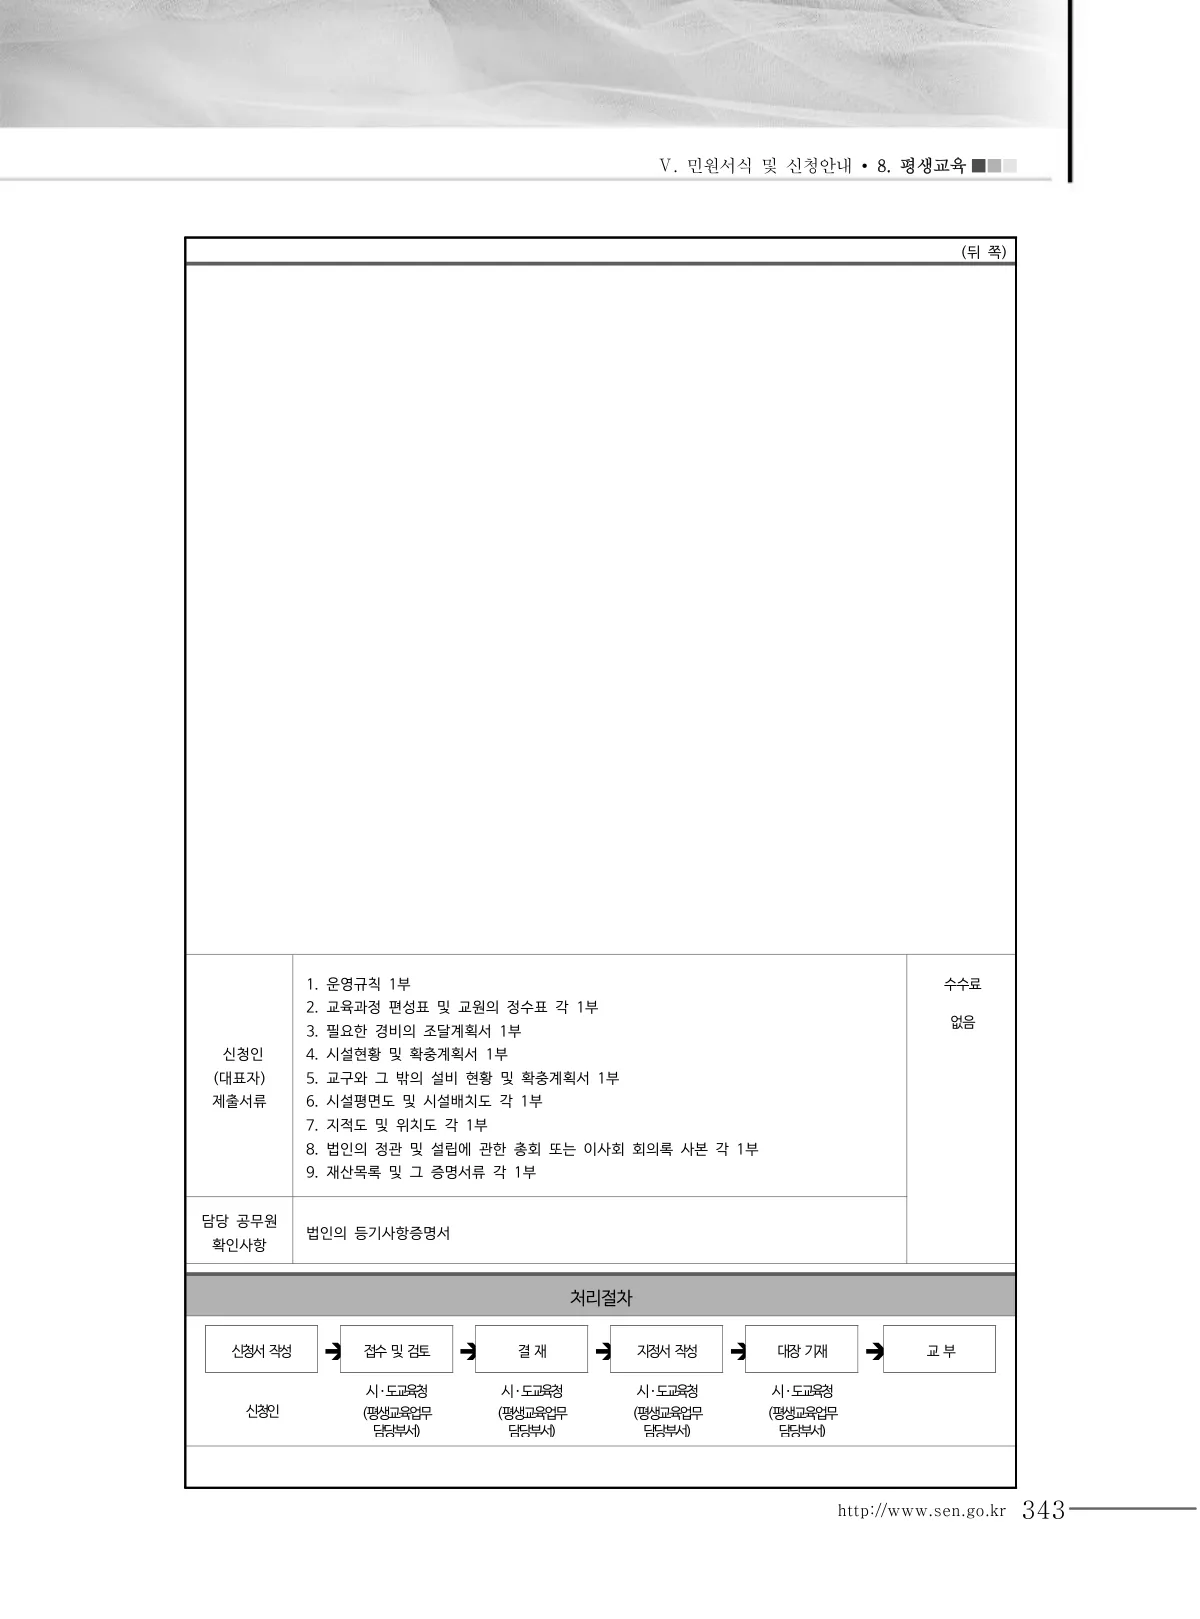 Ⅴ. 민원서식 및 신청안내 • 8. 평생교육
(뒤 쪽)
신청인
(대표자)
제출서류
1. 운영규칙 1부
2. 교육과정 편성표 및 교원의 정수표 각 1부
3. 필요한 경비의 조달계획서 1부
4. 시설현황 및 확충계획서 1부
5. 교구와 그 밖의 설비 현황 및 확충계획서 1부
6. 시설평면도 및 시설배치도 각 1부
7. 지적도 및 위치도 각 1부
8. 법인의 정관 및 설립에 관한 총회 또는 이사회 회의록 사본 각 1부
9. 재산목록 및 그 증명서류 각 1부
수수료
없음
담당 공무원
확인사항
법인의 등기사항증명서
처리절차
신청서 작성 ➔ 접수 및 검토 ➔ 결 재 ➔ 지정서 작성 ➔ 대장 기재 ➔ 교 부
신청인
시·도교육청
(평생교육업무
담당부서)
시·도교육청
(평생교육업무
담당부서)
시·도교육청
(평생교육업무
담당부서)
시·도교육청
(평생교육업무
담당부서)
http://www.sen.go.kr 343